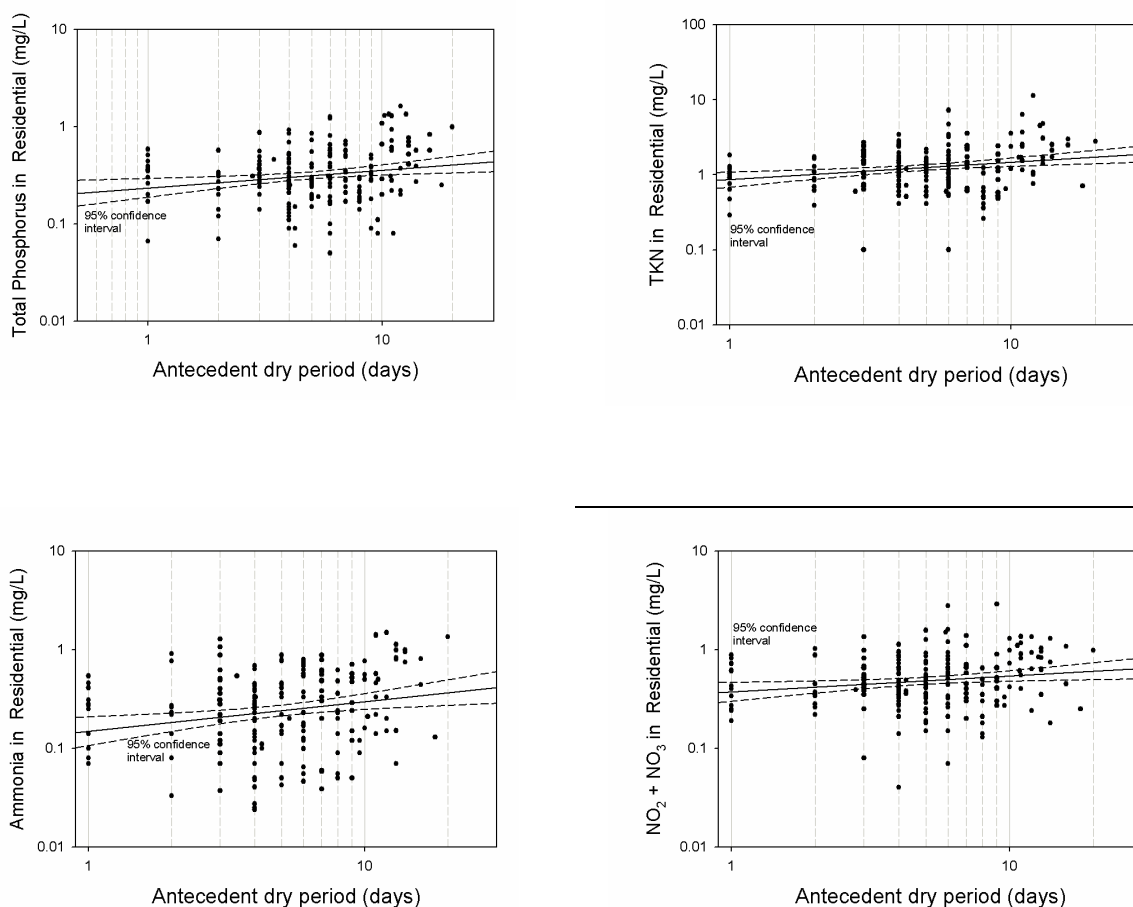 Total Phosphorus in Residential (mg/L)
10
1
0.1
0.01
95% confidence
interval
1
10
Antecedent dry period (days)
TKN in Residential (mg/L)
100
10
1
0.1
0.01
95% confidence
interval
1
10
Antecedent dry period (days)
Ammonia in Residential (mg/L)
10
1
0.1
0.01
95% confidence
interval
1
10
Antecedent dry period (days)
NO₂ + NO₃ in Residential (mg/L)
10
1
0.1
0.01
95% confidence
interval
1
10
Antecedent dry period (days)